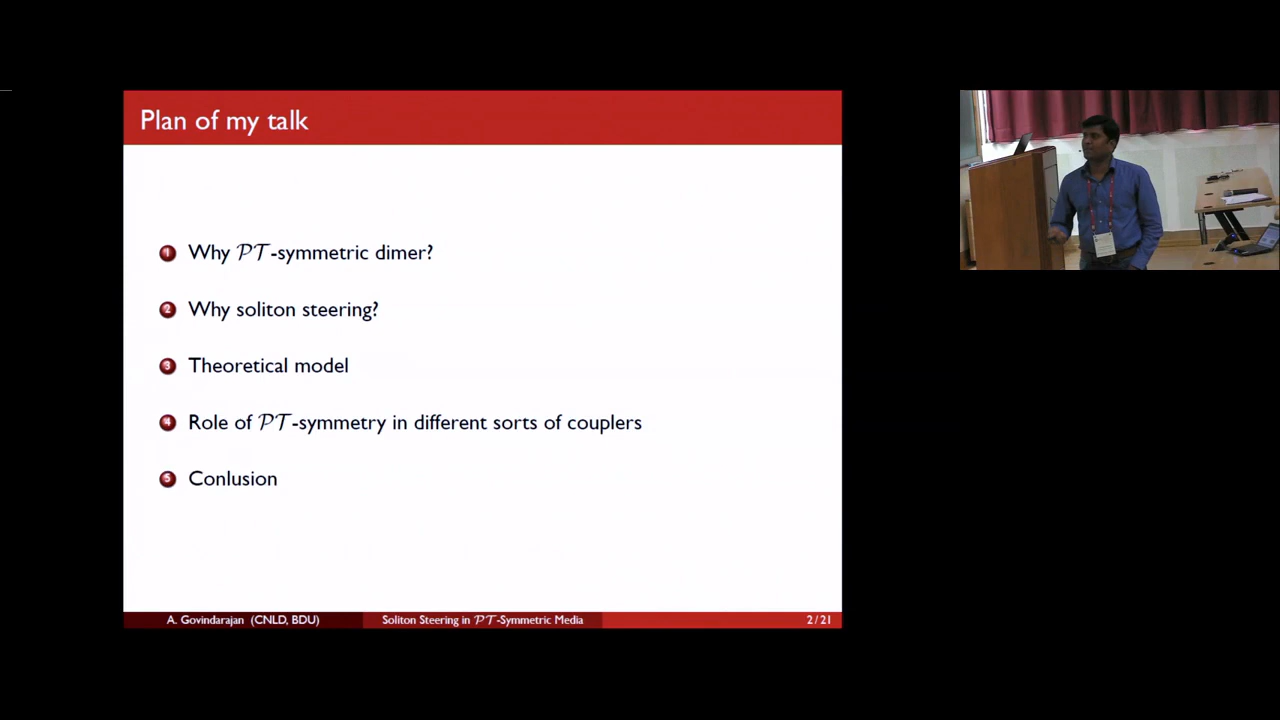 Plan of my talk
1 Why PT-symmetric dimer?
2 Why soliton steering?
3 Theoretical model
4 Role of PT-symmetry in different sorts of couplers
5 Conlusion
A. Govindarajan (CNLD, BDU) Soliton Steering in PT-Symmetric Media 2 / 21